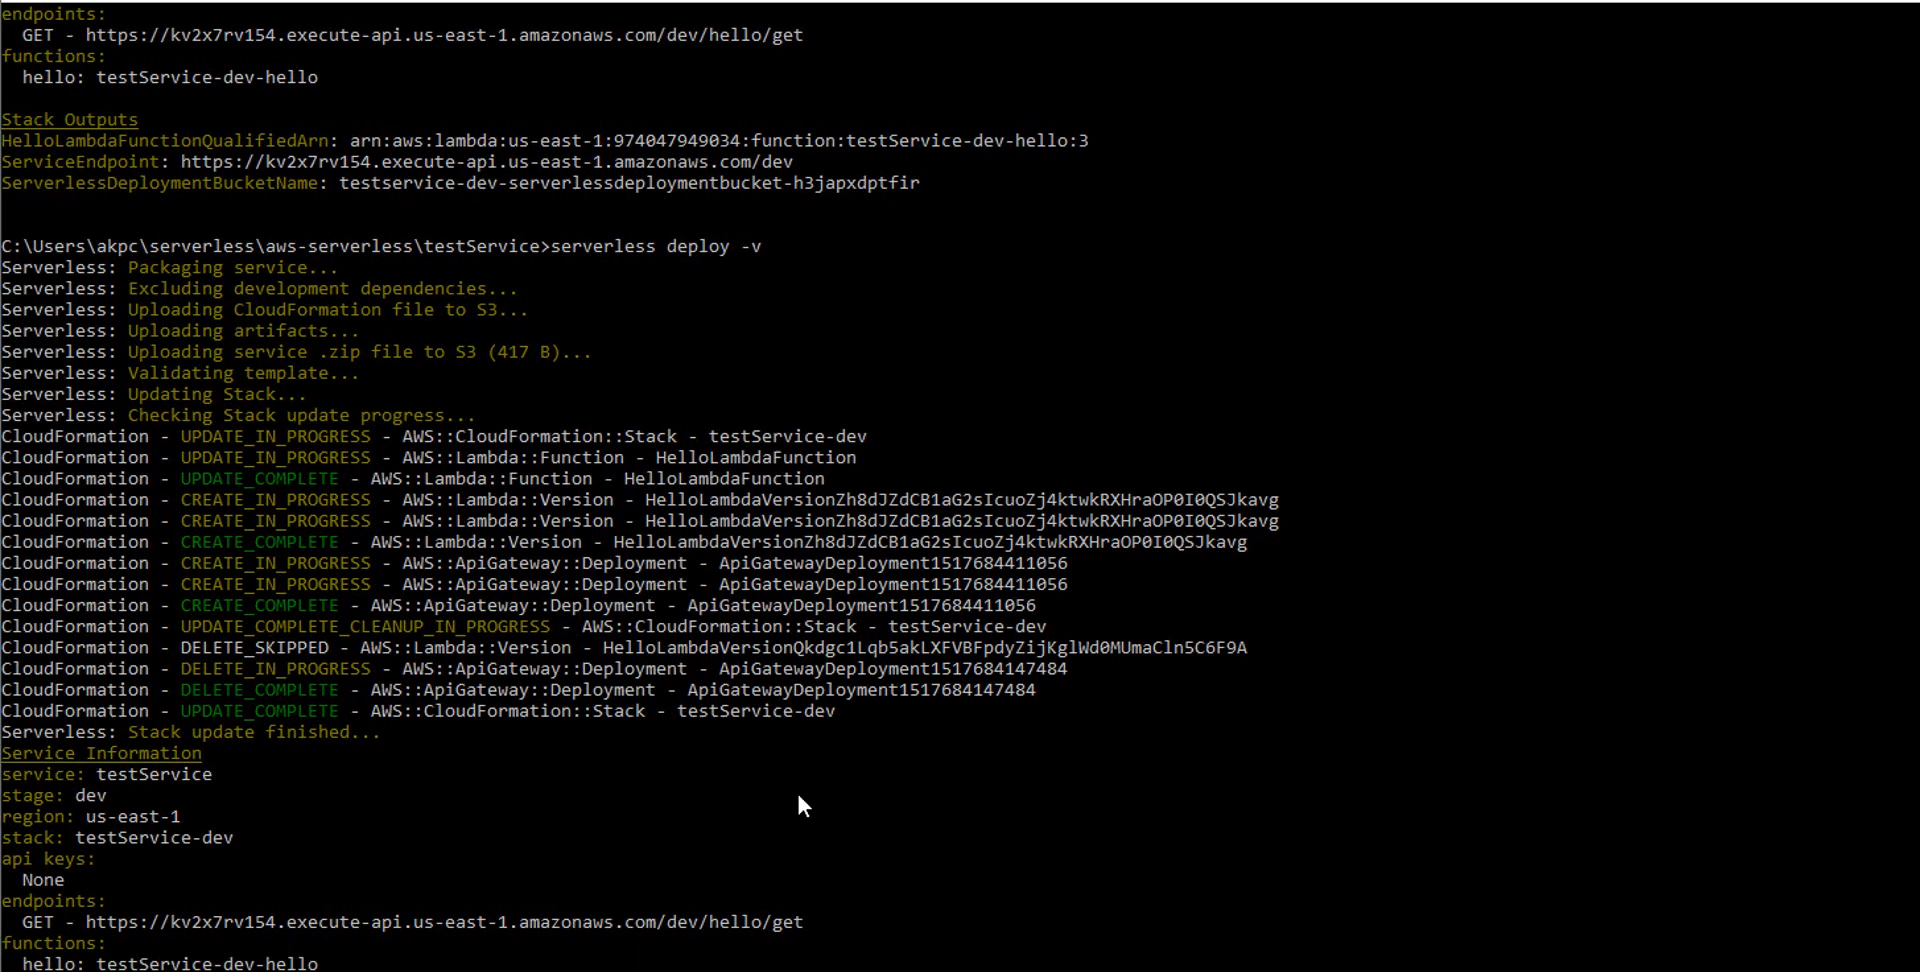 endpoints:
  GET - https://kv2x7rv154.execute-api.us-east-1.amazonaws.com/dev/hello/get
functions:
  hello: testService-dev-hello

Stack Outputs
HelloLambdaFunctionQualifiedArn: arn:aws:lambda:us-east-1:974047949034:function:testService-dev-hello:3
ServiceEndpoint: https://kv2x7rv154.execute-api.us-east-1.amazonaws.com/dev
ServerlessDeploymentBucketName: testservice-dev-serverlessdeploymentbucket-h3japxdptfir

C:\Users\akpc\serverless\aws-serverless\testService>serverless deploy -v
Serverless: Packaging service...
Serverless: Excluding development dependencies...
Serverless: Uploading CloudFormation file to S3...
Serverless: Uploading artifacts...
Serverless: Uploading service .zip file to S3 (417 B)...
Serverless: Validating template...
Serverless: Updating Stack...
Serverless: Checking Stack update progress...
CloudFormation - UPDATE_IN_PROGRESS - AWS::CloudFormation::Stack - testService-dev
CloudFormation - UPDATE_IN_PROGRESS - AWS::Lambda::Function - HelloLambdaFunction
CloudFormation - UPDATE_COMPLETE - AWS::Lambda::Function - HelloLambdaFunction
CloudFormation - CREATE_IN_PROGRESS - AWS::Lambda::Version - HelloLambdaVersionZh8dJZdCB1aG2sIcuoZj4ktwkRXHraOP0I0QSJkavg
CloudFormation - CREATE_IN_PROGRESS - AWS::Lambda::Version - HelloLambdaVersionZh8dJZdCB1aG2sIcuoZj4ktwkRXHraOP0I0QSJkavg
CloudFormation - CREATE_COMPLETE - AWS::Lambda::Version - HelloLambdaVersionZh8dJZdCB1aG2sIcuoZj4ktwkRXHraOP0I0QSJkavg
CloudFormation - CREATE_IN_PROGRESS - AWS::ApiGateway::Deployment - ApiGatewayDeployment1517684411056
CloudFormation - CREATE_IN_PROGRESS - AWS::ApiGateway::Deployment - ApiGatewayDeployment1517684411056
CloudFormation - CREATE_COMPLETE - AWS::ApiGateway::Deployment - ApiGatewayDeployment1517684411056
CloudFormation - UPDATE_COMPLETE_CLEANUP_IN_PROGRESS - AWS::CloudFormation::Stack - testService-dev
CloudFormation - DELETE_SKIPPED - AWS::Lambda::Version - HelloLambdaVersionQkdgc1Lqb5akLXFVBFpdyZijKglWd0MUmaCln5C6F9A
CloudFormation - DELETE_IN_PROGRESS - AWS::ApiGateway::Deployment - ApiGatewayDeployment1517684147484
CloudFormation - DELETE_COMPLETE - AWS::ApiGateway::Deployment - ApiGatewayDeployment1517684147484
CloudFormation - UPDATE_COMPLETE - AWS::CloudFormation::Stack - testService-dev
Serverless: Stack update finished...
Service Information
service: testService
stage: dev
region: us-east-1
stack: testService-dev
api keys:
  None
endpoints:
  GET - https://kv2x7rv154.execute-api.us-east-1.amazonaws.com/dev/hello/get
functions:
  hello: testService-dev-hello